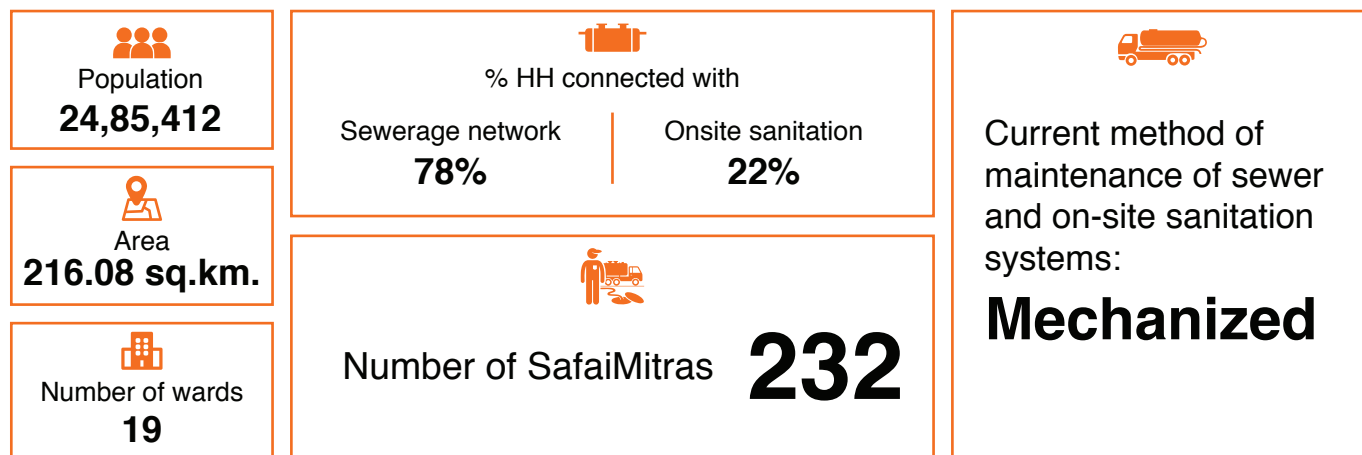 Population
24,85,412
Area
216.08 sq.km.
Number of wards
19
% HH connected with
Sewerage network
78%
Onsite sanitation
22%
Number of SafaiMitras 232
Current method of
maintenance of sewer
and on-site sanitation
systems:
Mechanized